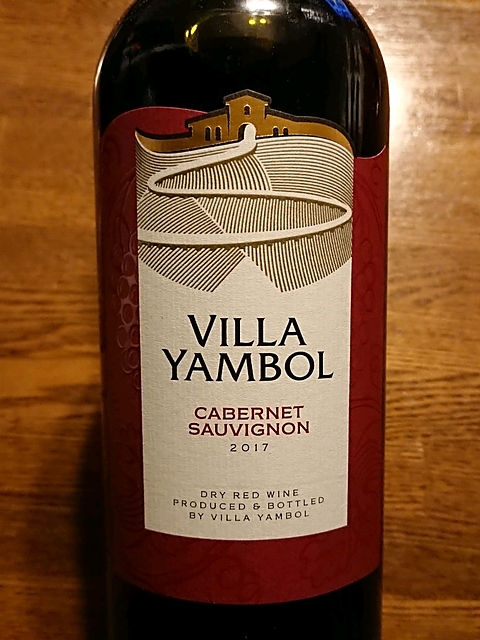 VILLA
YAMBOL
CABERNET
SAUVIGNON
2017
DRY RED WINE
PRODUCED & BOTTLED
BY VILLA YAMBOL